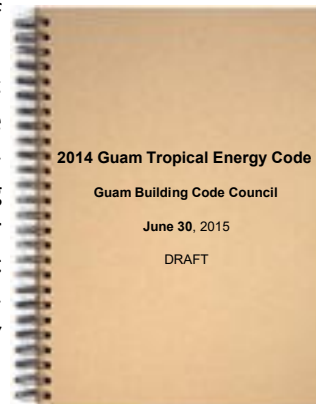 2014 Guam Tropical Energy Code
Guam Building Code Council
June 30, 2015
DRAFT